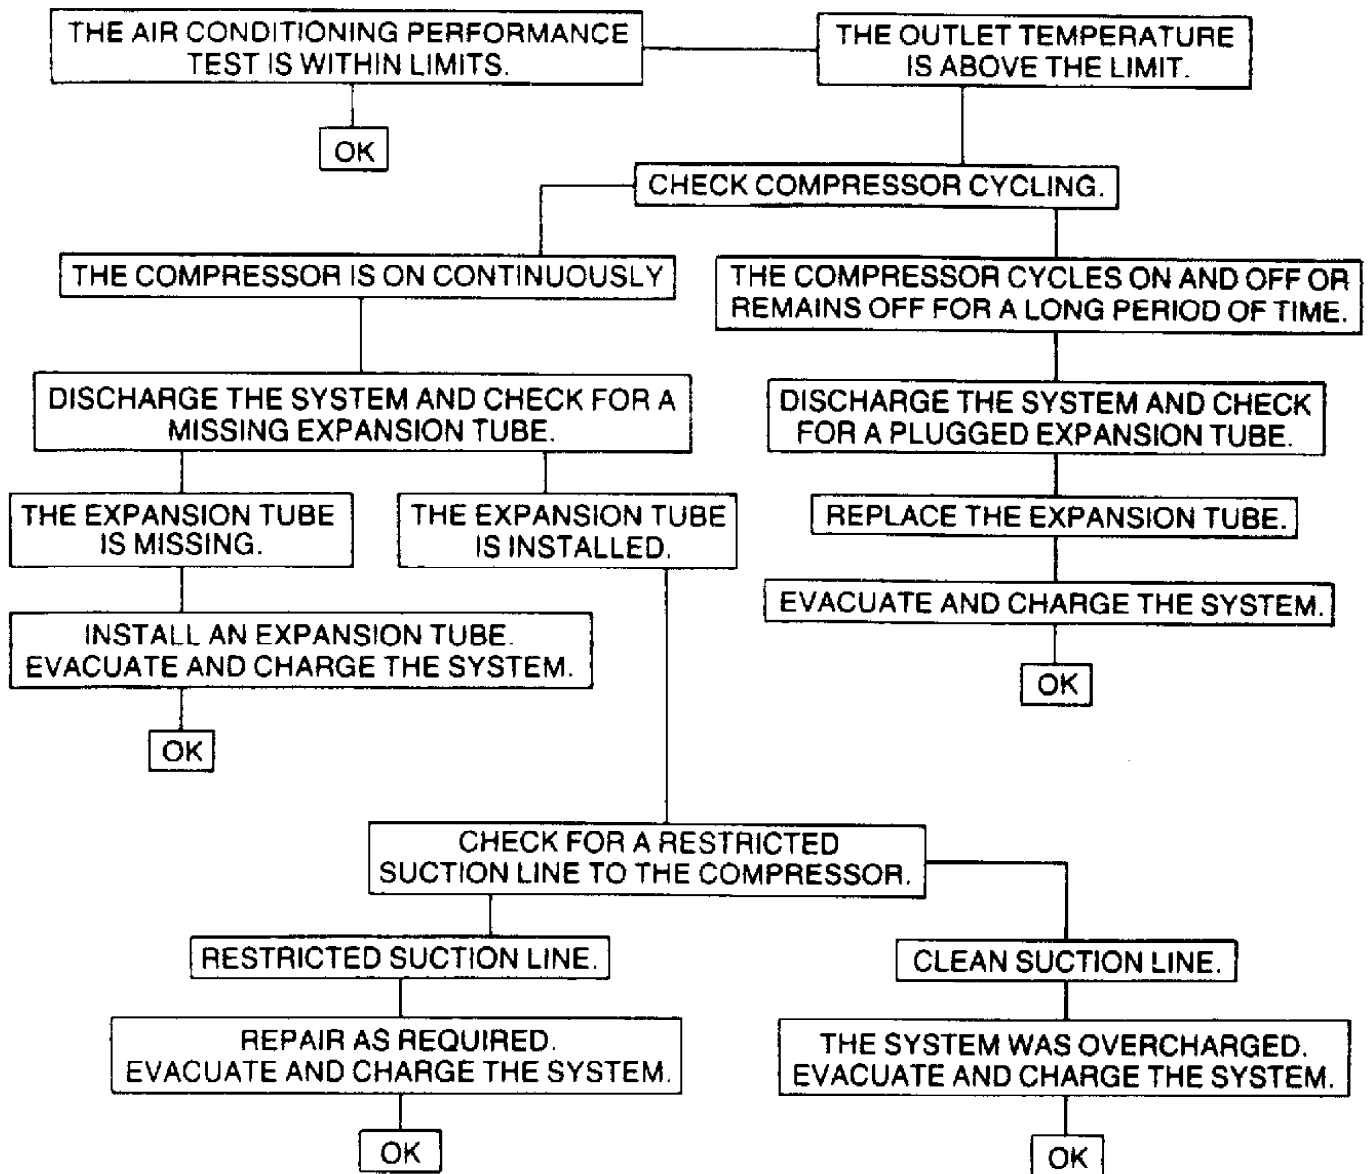 THE AIR CONDITIONING PERFORMANCE
TEST IS WITHIN LIMITS.
THE OUTLET TEMPERATURE
IS ABOVE THE LIMIT.
OK
CHECK COMPRESSOR CYCLING.
THE COMPRESSOR IS ON CONTINUOUSLY
THE COMPRESSOR CYCLES ON AND OFF OR
REMAINS OFF FOR A LONG PERIOD OF TIME.
DISCHARGE THE SYSTEM AND CHECK FOR A
MISSING EXPANSION TUBE.
DISCHARGE THE SYSTEM AND CHECK
FOR A PLUGGED EXPANSION TUBE.
THE EXPANSION TUBE
IS MISSING.
THE EXPANSION TUBE
IS INSTALLED.
REPLACE THE EXPANSION TUBE.
EVACUATE AND CHARGE THE SYSTEM.
INSTALL AN EXPANSION TUBE.
EVACUATE AND CHARGE THE SYSTEM.
OK
OK
CHECK FOR A RESTRICTED
SUCTION LINE TO THE COMPRESSOR.
RESTRICTED SUCTION LINE.
CLEAN SUCTION LINE.
REPAIR AS REQUIRED.
EVACUATE AND CHARGE THE SYSTEM.
THE SYSTEM WAS OVERCHARGED.
EVACUATE AND CHARGE THE SYSTEM.
OK
OK